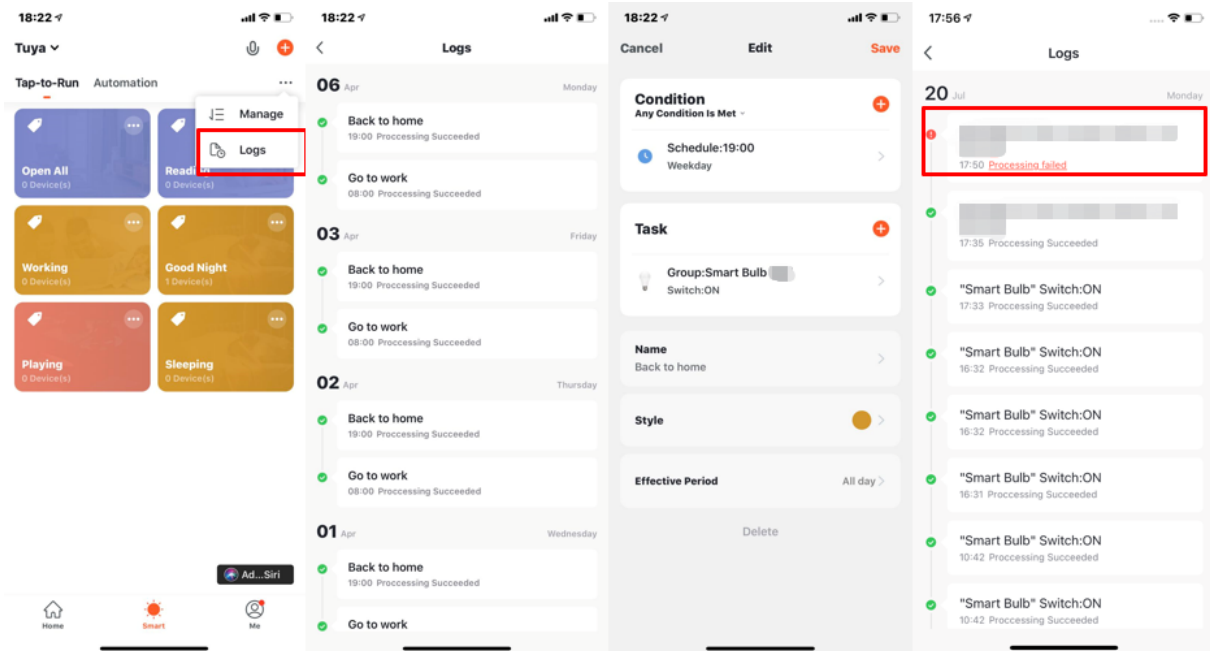 18:22
Tuya
Tap-to-Run Automation ...
Manage
Logs
Open All
0 Device(s)
Reading
0 Device(s)
Working
0 Device(s)
Good Night
1 Device(s)
Playing
0 Device(s)
Sleeping
0 Device(s)
Ad...Siri
Home Smart Me
18:22
Logs
06 Apr Monday
Back to home
19:00 Proccessing Succeeded
Go to work
08:00 Proccessing Succeeded
03 Apr Friday
Back to home
19:00 Proccessing Succeeded
Go to work
08:00 Proccessing Succeeded
02 Apr Thursday
Back to home
19:00 Proccessing Succeeded
Go to work
08:00 Proccessing Succeeded
01 Apr Wednesday
Back to home
19:00 Proccessing Succeeded
Go to work
18:22
Cancel Edit Save
Condition
Any Condition Is Met
Schedule:19:00
Weekday
Task
Group:Smart Bulb
Switch:ON
Name
Back to home
Style
Effective Period All day
Delete
17:56
Logs
20 Jul Monday
17:50 Processing failed
17:35 Proccessing Succeeded
"Smart Bulb" Switch:ON
17:33 Proccessing Succeeded
"Smart Bulb" Switch:ON
16:32 Proccessing Succeeded
"Smart Bulb" Switch:ON
16:32 Proccessing Succeeded
"Smart Bulb" Switch:ON
16:31 Proccessing Succeeded
"Smart Bulb" Switch:ON
10:42 Proccessing Succeeded
"Smart Bulb" Switch:ON
10:42 Proccessing Succeeded